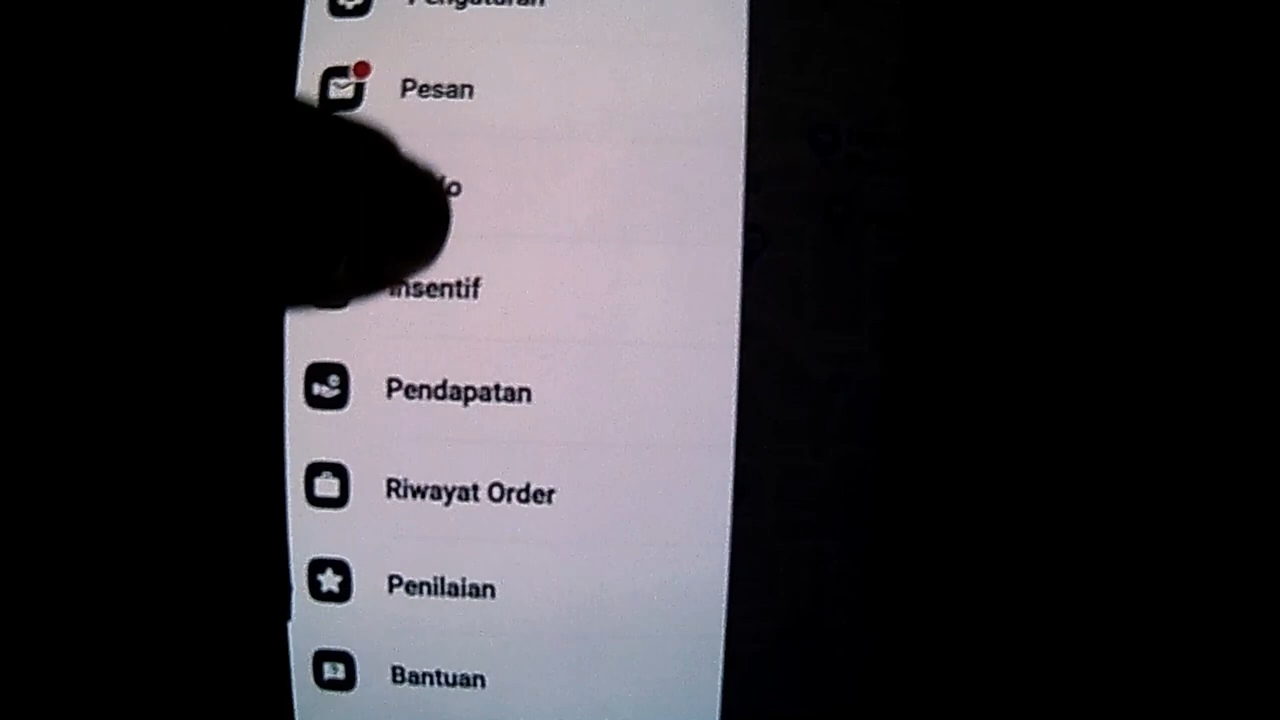 Pengaturan
Pesan
Insentif
Pendapatan
Riwayat Order
Penilaian
Bantuan